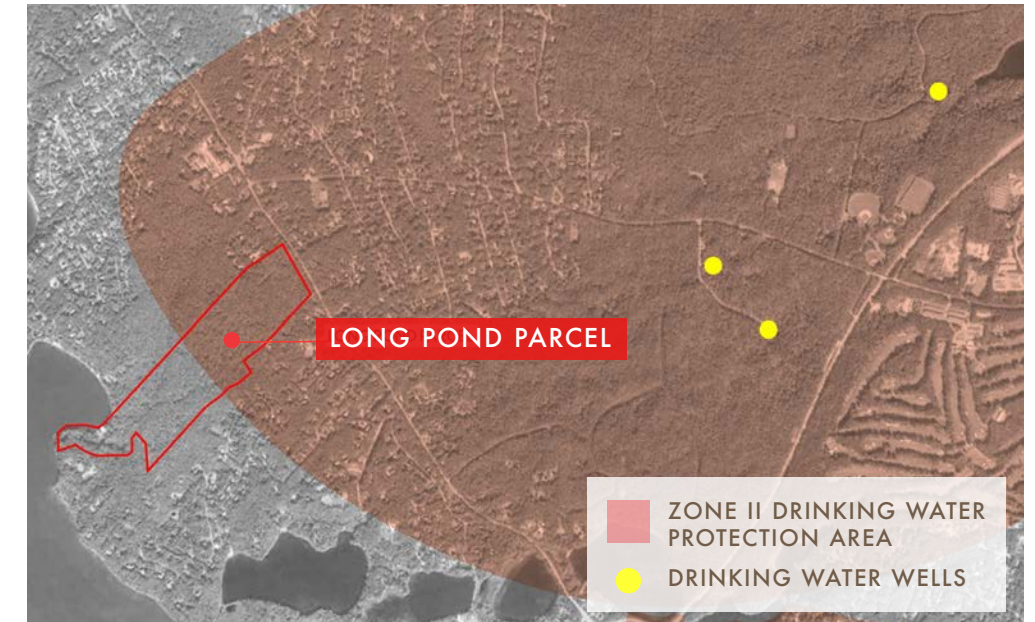 LONG POND PARCEL
ZONE II DRINKING WATER
PROTECTION AREA
DRINKING WATER WELLS